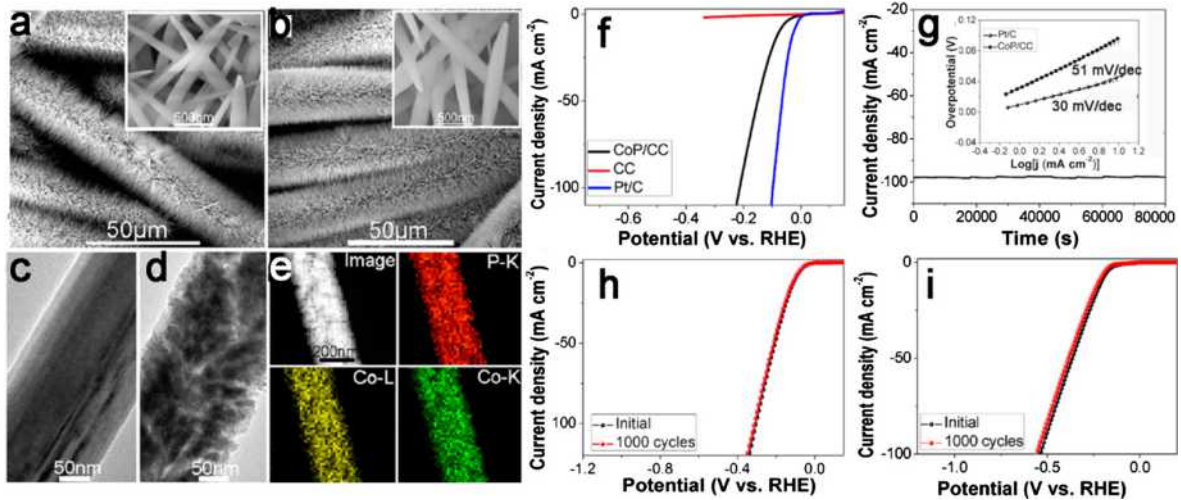 a
500nm
50μm
b
500nm
50μm
c
50nm
d
50nm
e
Image
200nm
P-K
Co-L
Co-K
f
Current density (mA cm-2)
0
-50
-100
CoP/CC
CC
Pt/C
-0.6
-0.4
-0.2
0.0
Potential (V vs. RHE)
g
Current density (mA cm-2)
0
-20
-40
-60
-80
-100
-120
0
20000
40000
60000
80000
Time (s)
Overpotential (V)
0.12
0.08
0.04
0.00
-0.04
Pt/C
CoP/CC
51 mV/dec
30 mV/dec
-0.4
-0.2
0.0
0.2
0.4
0.6
0.8
1.0
1.2
Log[j (mA cm-2)]
h
Current density (mA cm-2)
0
50
100
Initial
1000 cycles
-1.2
-0.8
-0.4
0.0
Potential (V vs. RHE)
i
Current density (mA cm-2)
0
-50
-100
Initial
1000 cycles
-1.0
-0.5
0.0
Potential (V vs. RHE)